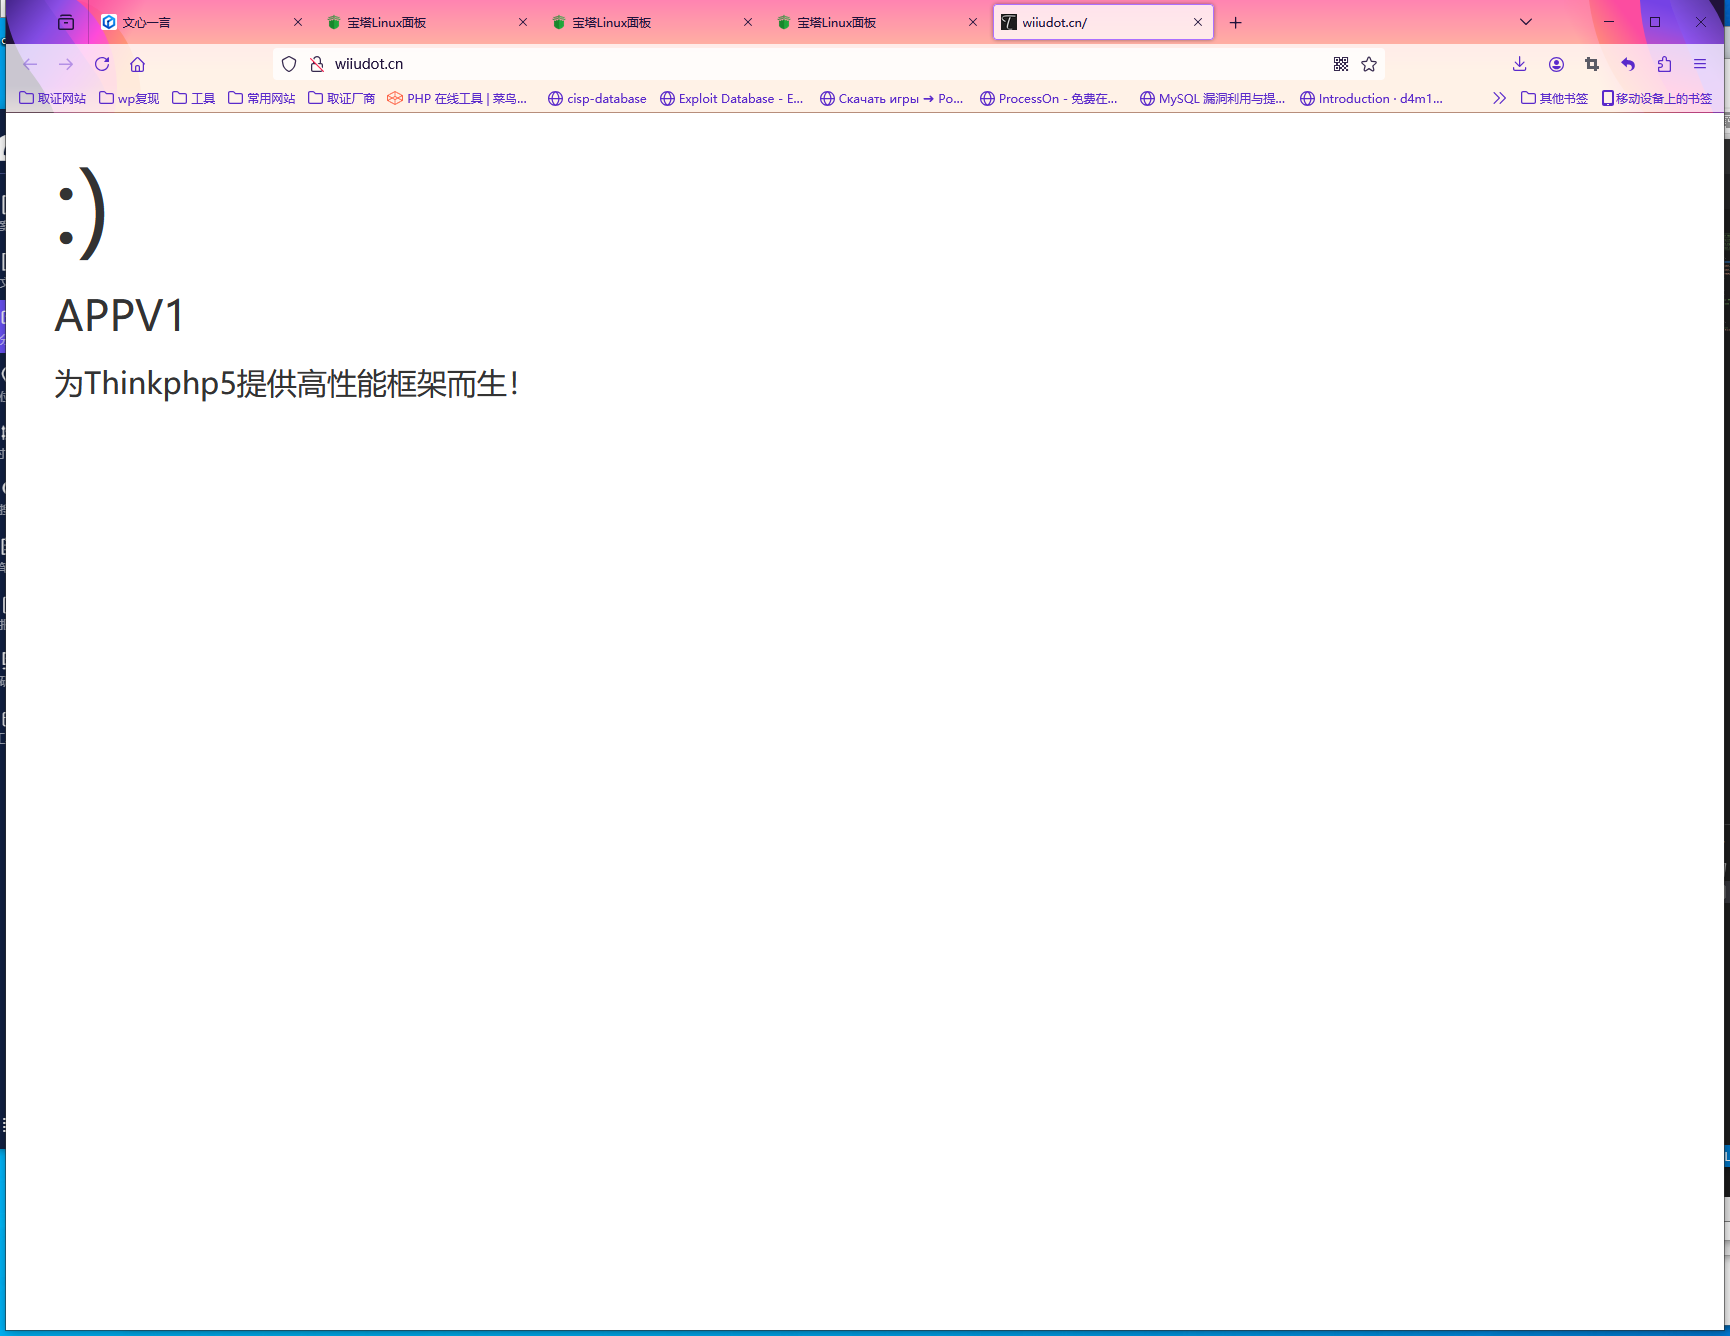 文心一言
宝塔Linux面板
宝塔Linux面板
宝塔Linux面板
wiiudot.cn/
wiiudot.cn
取证网站
wp复现
工具
常用网站
取证厂商
PHP 在线工具 | 菜鸟...
cisp-database
Exploit Database - E...
Скачать игры → Po...
ProcessOn - 免费在...
MySQL 漏洞利用与提...
Introduction · d4m1...
其他书签
移动设备上的书签
:)
APPV1
为Thinkphp5提供高性能框架而生!